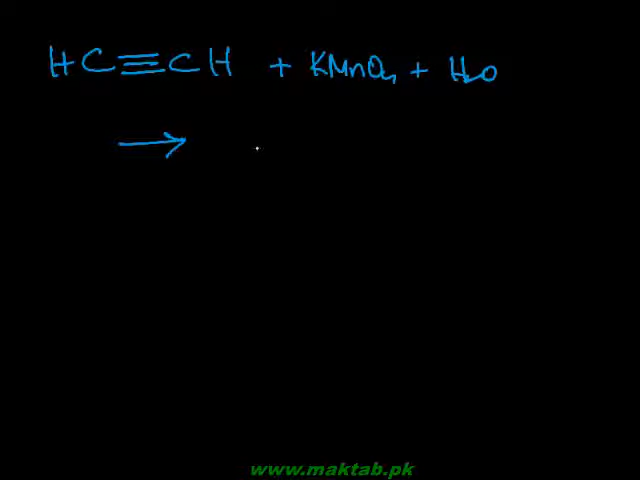 HC≡CH + KMnO₄ + H₂O
→
www.maktab.pk